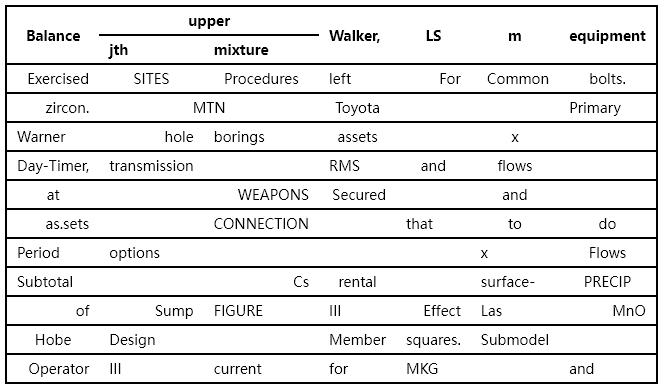 upper
Balance Walker, LS m equipment
jth mixture
Exercised SITES Procedures left For Common bolts.
zircon. MTN Toyota Primary
Warner hole borings assets x
Day-Timer, transmission RMS and flows
at WEAPONS Secured and
as.sets CONNECTION that to do
Period options x Flows
Subtotal Cs rental surface- PRECIP
of Sump FIGURE III Effect Las MnO
Hobe Design Member squares. Submodel
Operator III current for MKG and